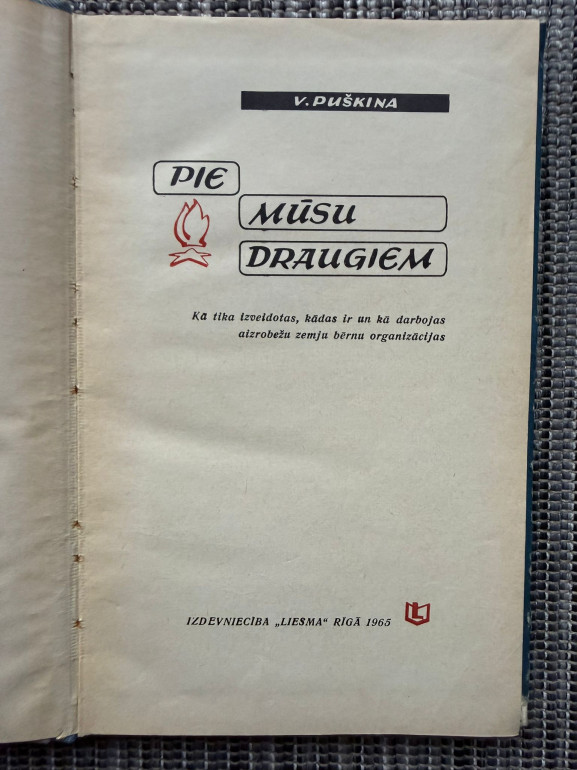 V. PUŠKINA
PIE
MŪSU
DRAUGIEM
Kā tika izveidotas, kādas ir un kā darbojas
aizrobežu zemju bērnu organizācijas
IZDEVNIECĪBA „LIESMA" RĪGĀ 1965